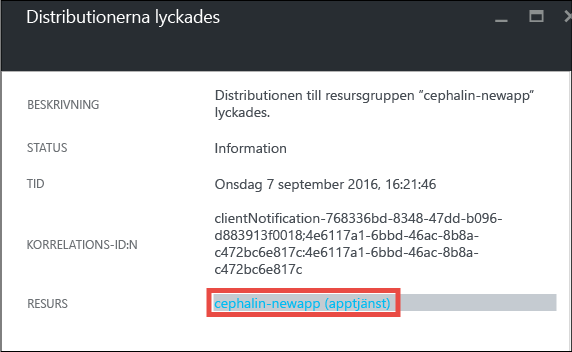 Distributionerna lyckades
BESKRIVNING
Distributionen till resursgruppen ”cephalin-newapp”
lyckades.
STATUS
Information
TID
Onsdag 7 september 2016, 16:21:46
KORRELATIONS-ID:N
clientNotification-768336bd-8348-47dd-b096-
d883913f0018;4e6117a1-6bbd-46ac-8b8a-
c472bc6e817c:4e6117a1-6bbd-46ac-8b8a-
c472bc6e817c
RESURS
cephalin-newapp (apptjänst)